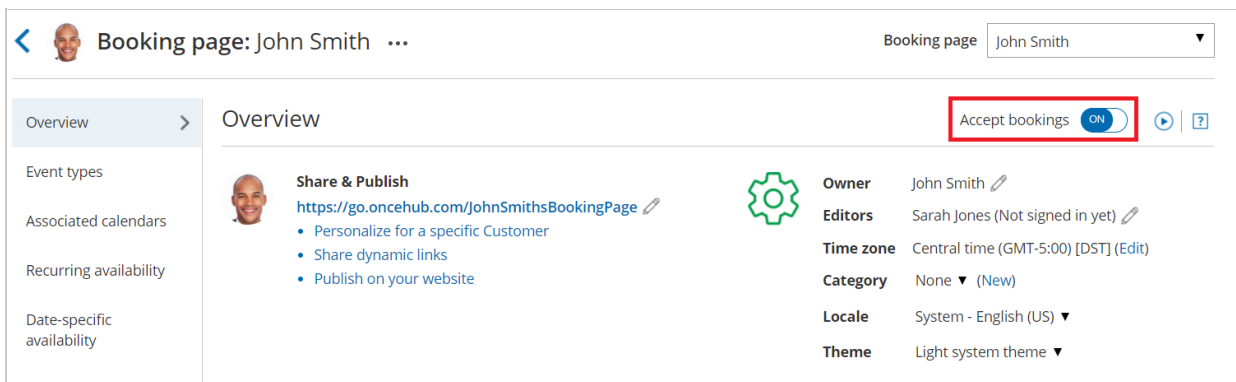 Booking page: John Smith ...
Booking page John Smith
Overview
Event types
Associated calendars
Recurring availability
Date-specific
availability
Overview
Accept bookings ON
?
Share & Publish
https://go.oncehub.com/JohnSmithsBookingPage
• Personalize for a specific Customer
• Share dynamic links
• Publish on your website
Owner John Smith
Editors Sarah Jones (Not signed in yet)
Time zone Central time (GMT-5:00) [DST] (Edit)
Category None ▼ (New)
Locale System - English (US) ▼
Theme Light system theme ▼